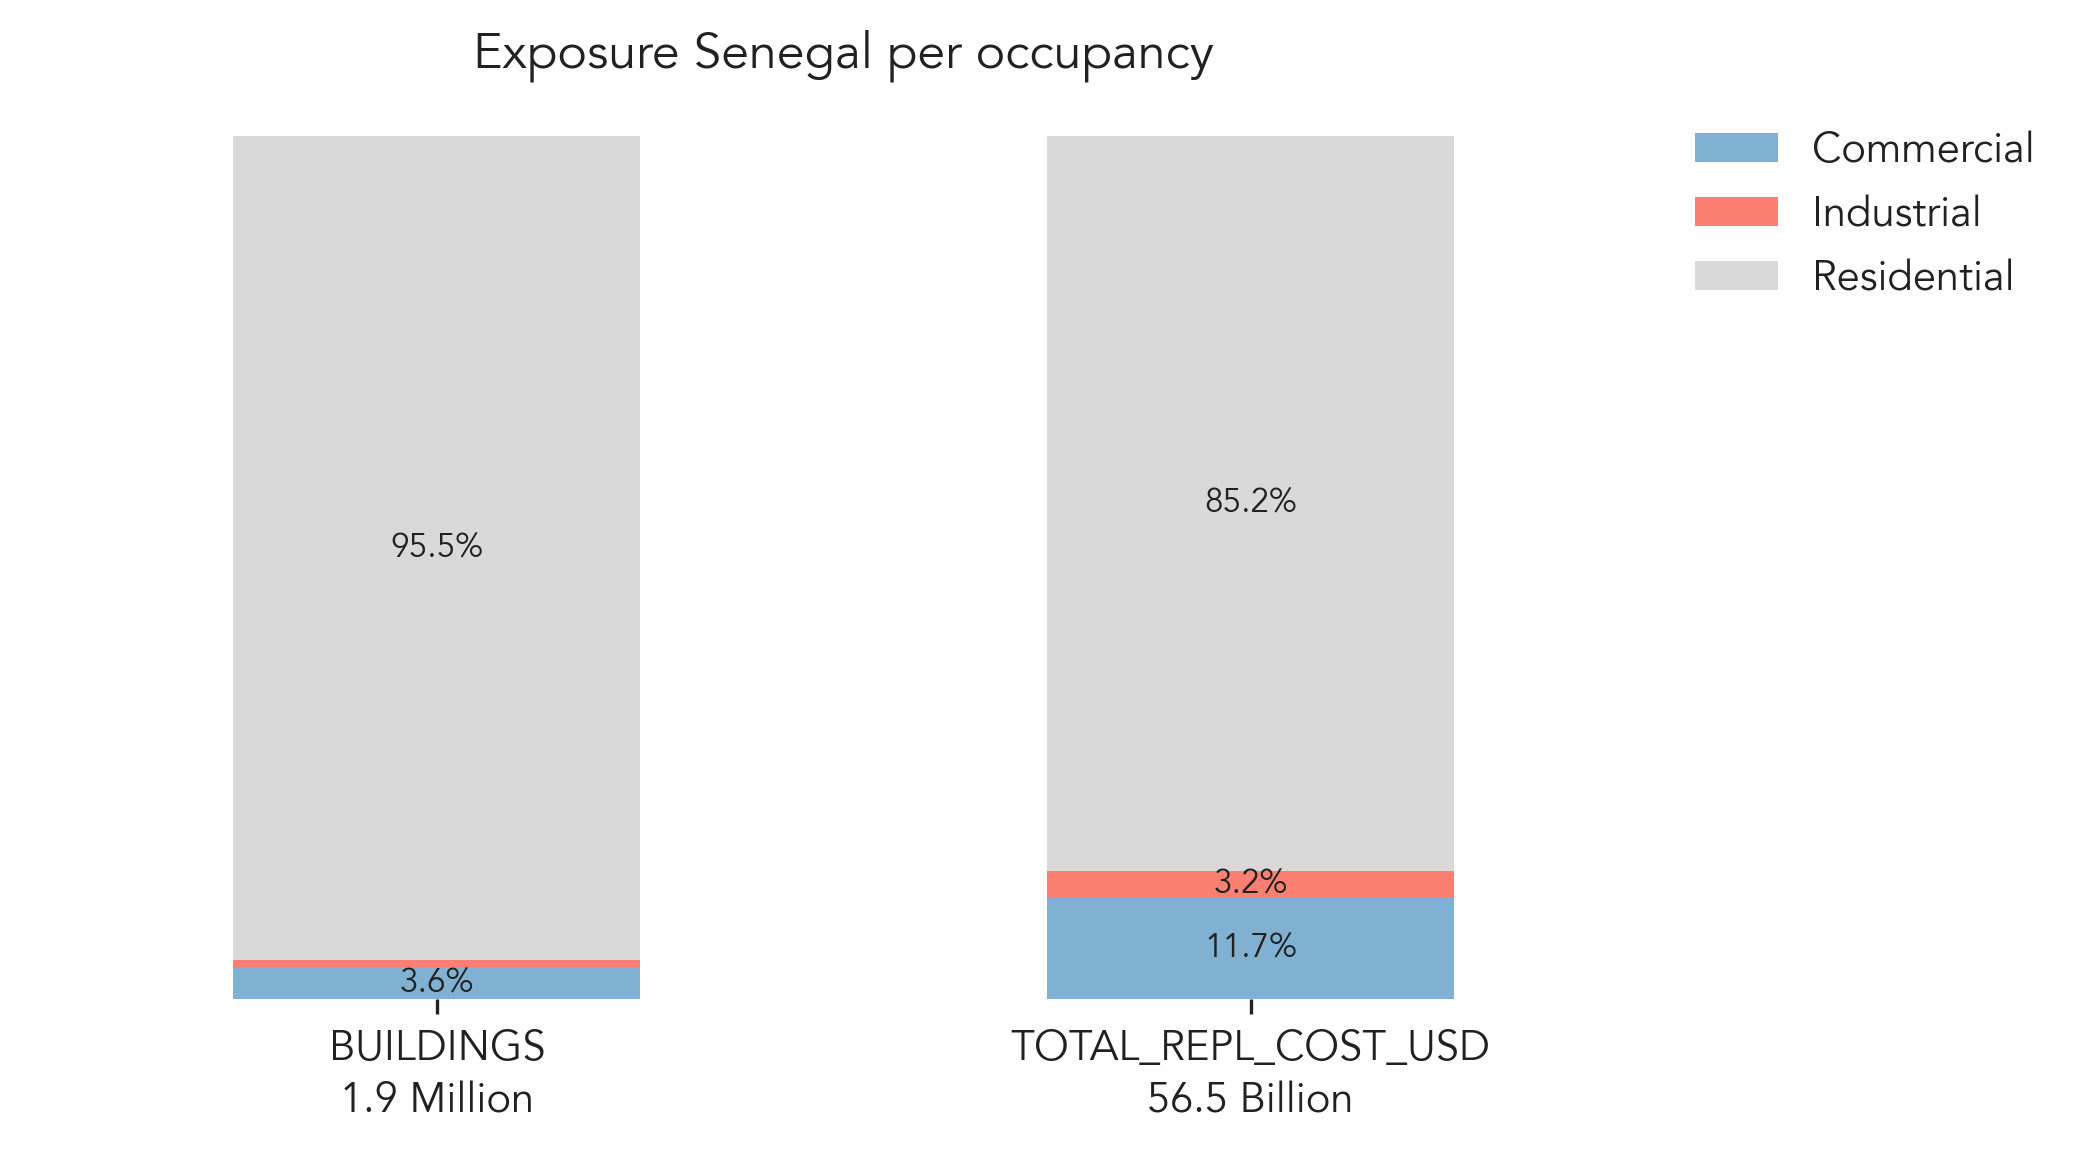 Exposure Senegal per occupancy
Commercial
Industrial
Residential
95.5%
3.6%
85.2%
3.2%
11.7%
BUILDINGS
1.9 Million
TOTAL_REPL_COST_USD
56.5 Billion